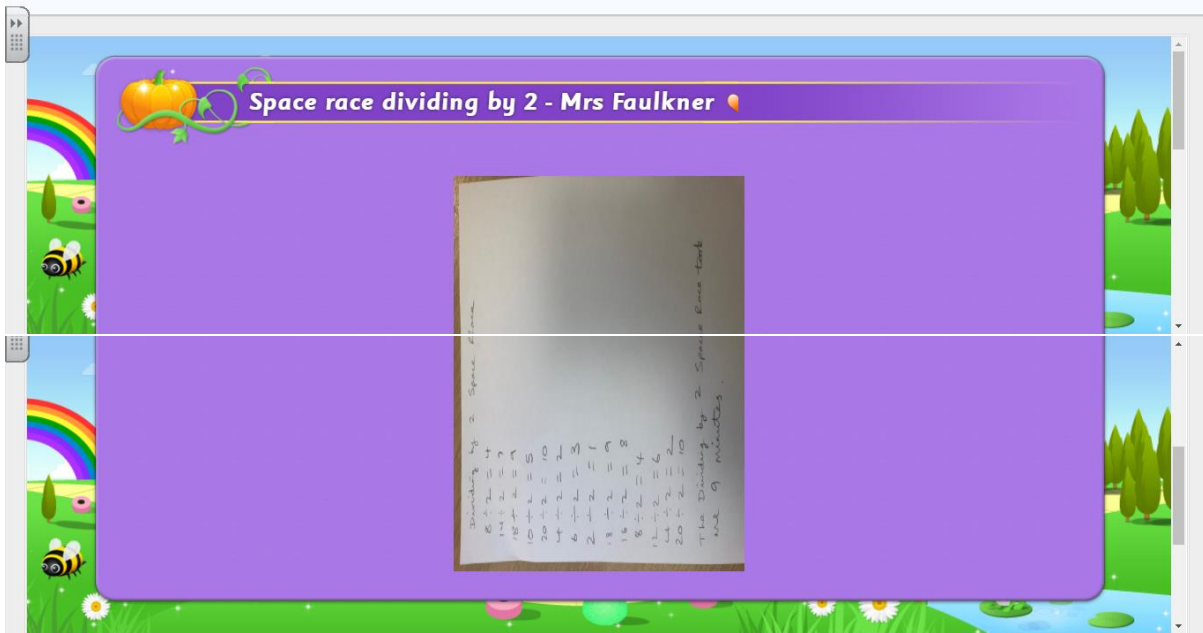 Space race dividing by 2 - Mrs Faulkner
Dividing by 2 Space Race
8 ÷ 2 = 4
14 ÷ 2 = 7
18 ÷ 2 = 9
10 ÷ 2 = 5
20 ÷ 2 = 10
4 ÷ 2 = 2
6 ÷ 2 = 3
2 ÷ 2 = 1
18 ÷ 2 = 9
16 ÷ 2 = 8
8 ÷ 2 = 4
12 ÷ 2 = 6
4 ÷ 2 = 2
20 ÷ 2 = 10
The Dividing by 2 Space Race took
me 9 minutes.